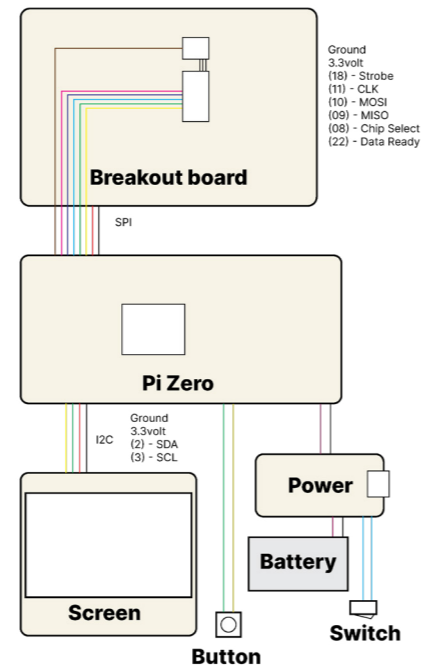 Ground
3.3volt
(18) - Strobe
(11) - CLK
(10) - MOSI
(09) - MISO
(08) - Chip Select
(22) - Data Ready
Breakout board
SPI
Pi Zero
I2C
Ground
3.3volt
(2) - SDA
(3) - SCL
Power
Battery
Screen
Switch
Button